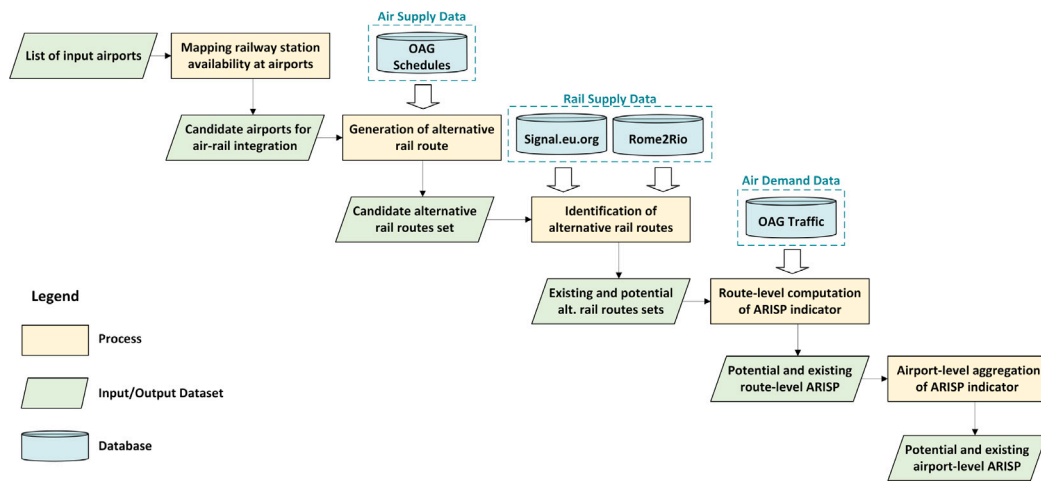 Air Supply Data
OAG
Schedules
List of input airports
Mapping railway station
availability at airports
Rail Supply Data
Candidate airports for
air-rail integration
Generation of alternative
rail route
Signal.eu.org
Rome2Rio
Air Demand Data
OAG Traffic
Candidate alternative
rail routes set
Identification of
alternative rail routes
Existing and potential
alt. rail routes sets
Route-level computation
of ARISP indicator
Legend
Process
Input/Output Dataset
Database
Potential and existing
route-level ARISP
Airport-level aggregation
of ARISP indicator
Potential and existing
airport-level ARISP